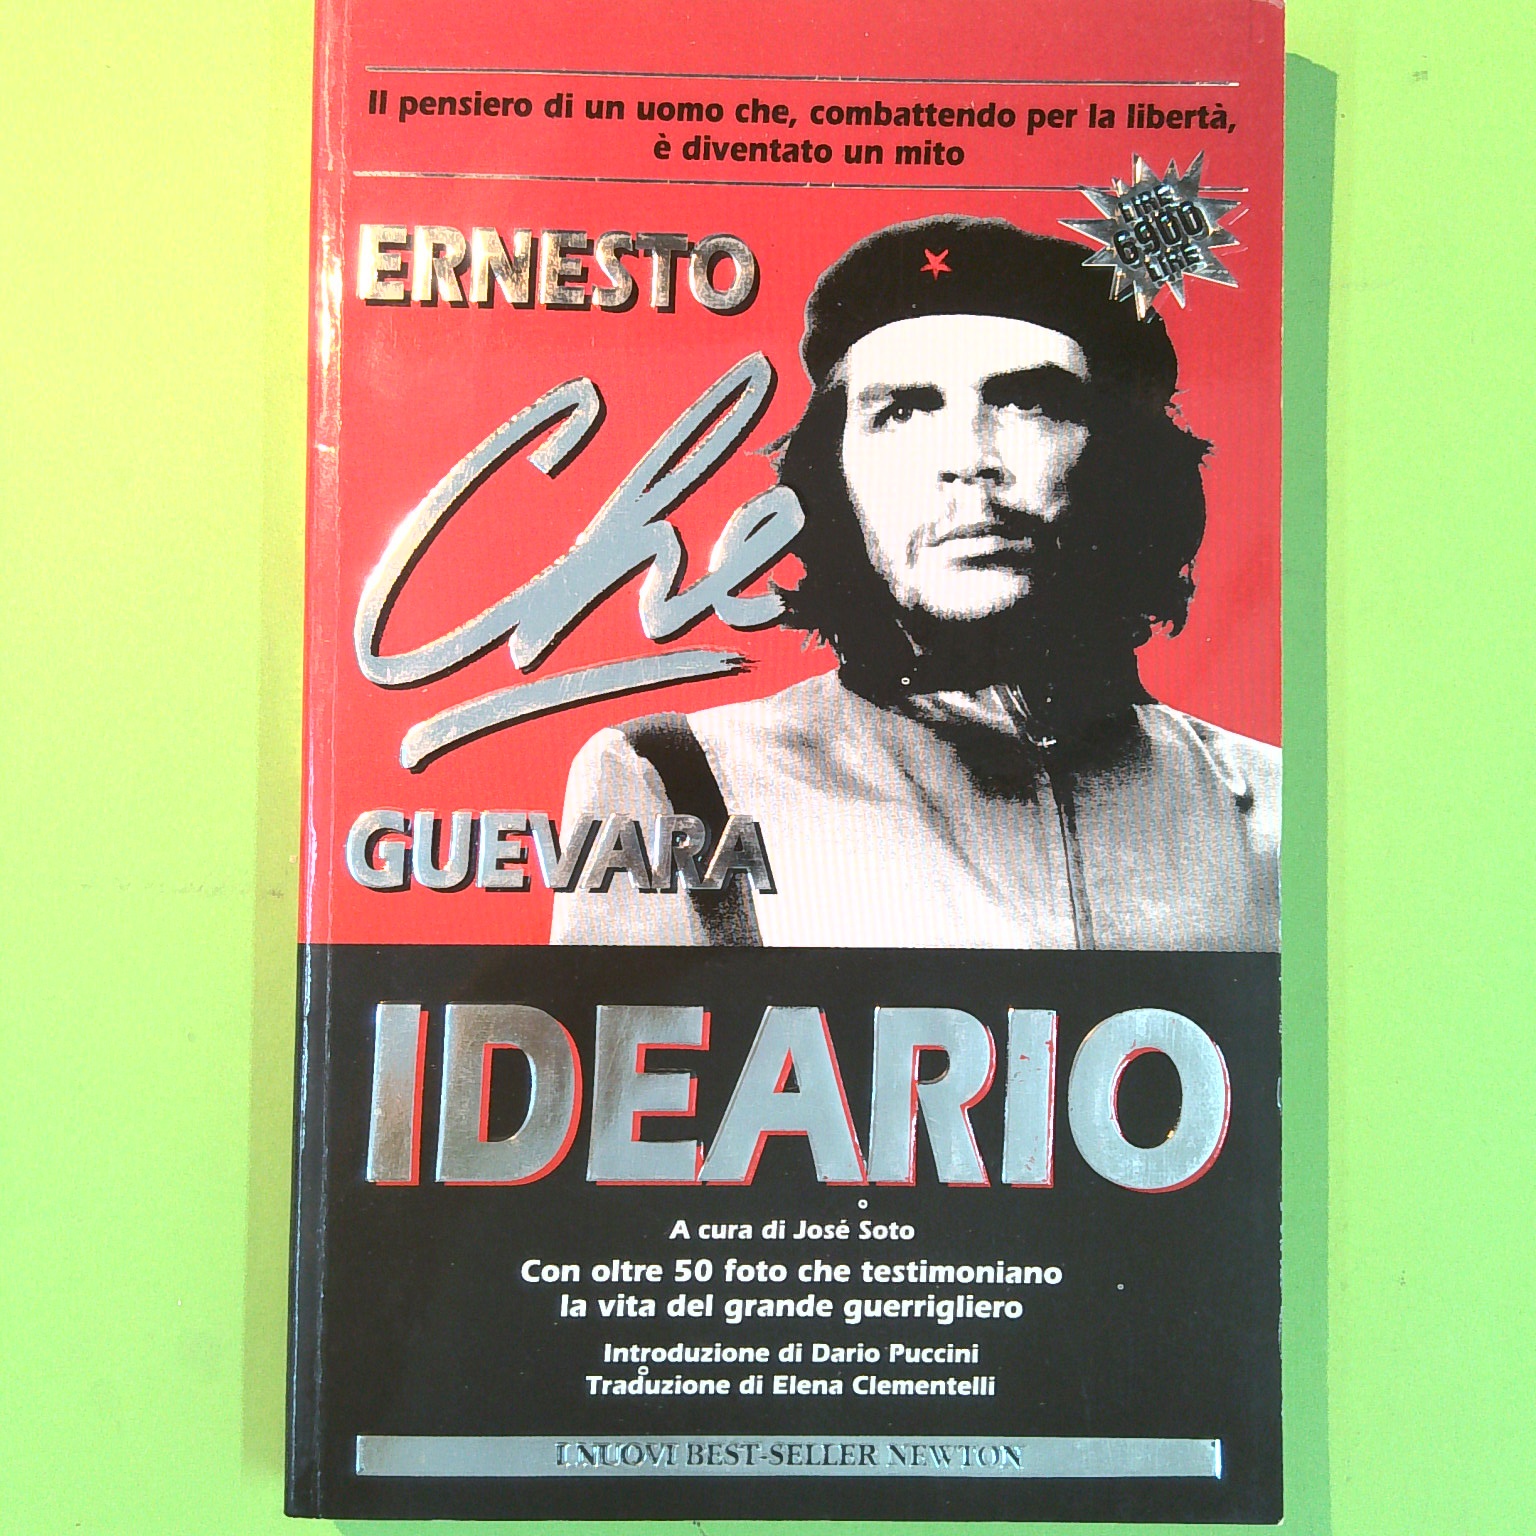 Il pensiero di un uomo che, combattendo per la libertà,
è diventato un mito
LIRE
6900
LIRE
ERNESTO
Che
GUEVARA
IDEARIO
A cura di José Soto
Con oltre 50 foto che testimoniano
la vita del grande guerrigliero
Introduzione di Dario Puccini
Traduzione di Elena Clementelli
I NUOVI BEST-SELLER NEWTON